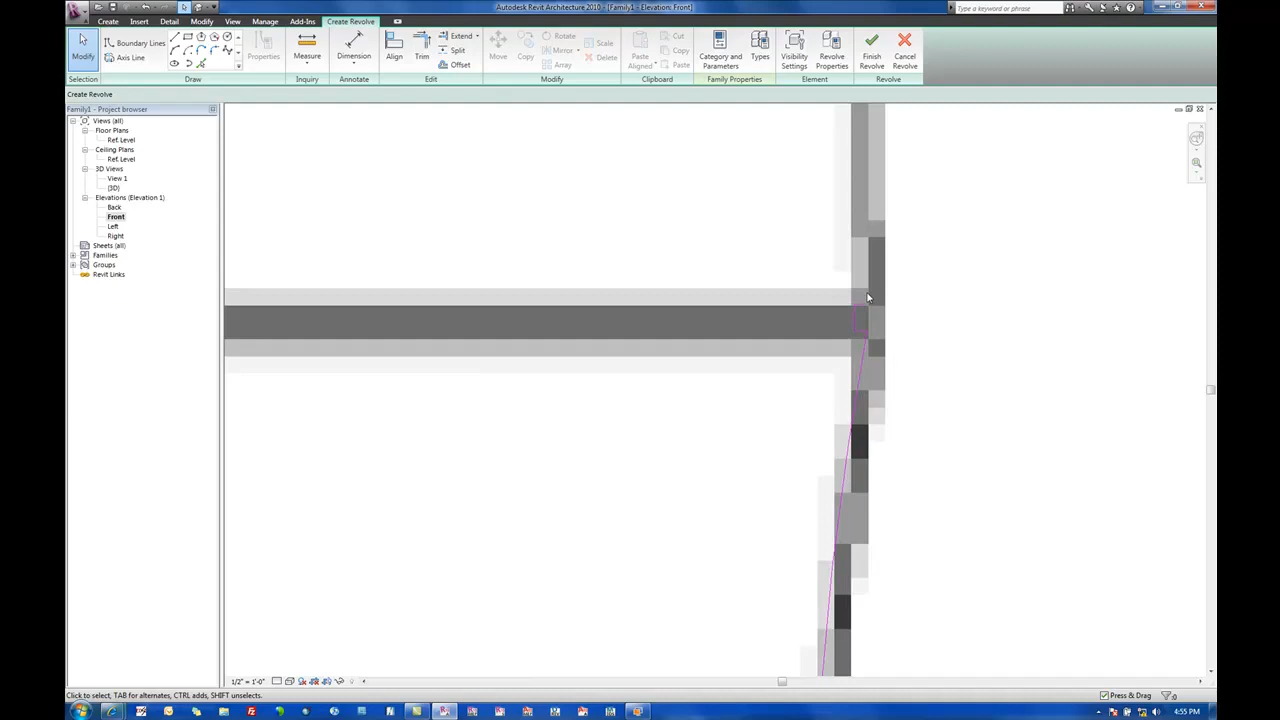 Autodesk Revit Architecture 2010 - [Family1 - Elevation: Front]
Type a keyword or phrase
Create Insert Detail Modify View Manage Add-Ins Create Revolve
Modify
Boundary Lines
Axis Line
Properties
Measure
Dimension
Align
Trim
Extend
Split
Offset
Move
Copy
Rotate
Mirror
Array
Scale
Delete
Paste
Aligned
Cut
Copy
Paste
Category and
Parameters
Types
Visibility
Settings
Revolve
Properties
Finish
Revolve
Cancel
Revolve
Selection Draw Inquiry Annotate Edit Modify Clipboard Family Properties Element Revolve
Create Revolve
Family1 - Project browser
Views (all)
Floor Plans
Ref. Level
Ceiling Plans
Ref. Level
3D Views
View 1
{3D}
Elevations (Elevation 1)
Back
Front
Left
Right
Sheets (all)
Families
Groups
Revit Links
1/2" = 1'-0"
Click to select, TAB for alternates, CTRL adds, SHIFT unselects.
Press & Drag
:0
4:55 PM